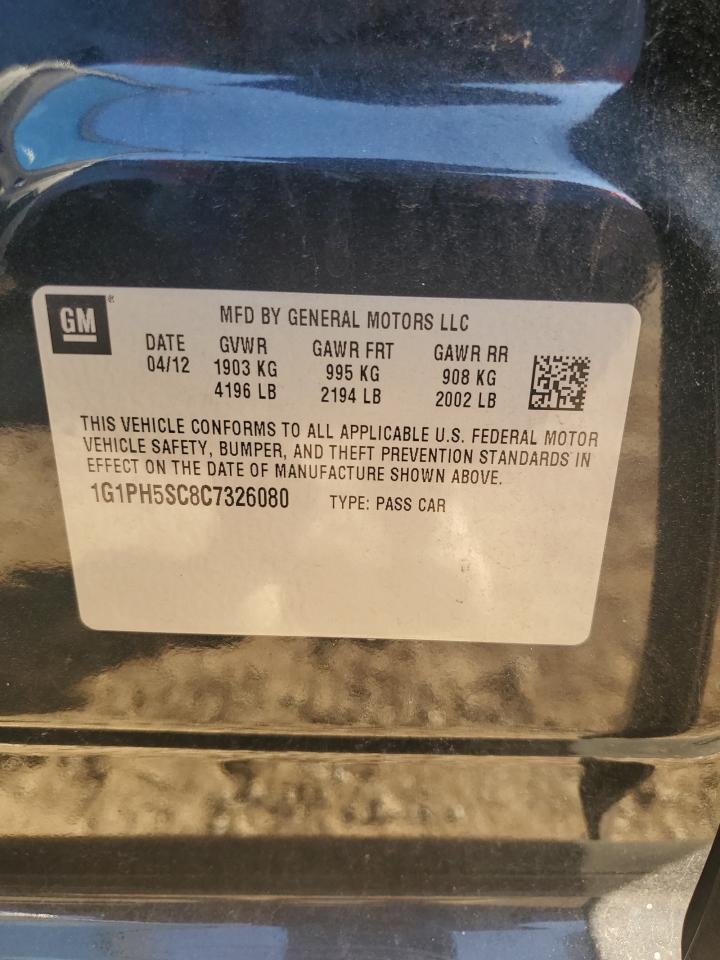 GM®
MFD BY GENERAL MOTORS LLC
DATE GVWR GAWR FRT GAWR RR
04/12 1903 KG 995 KG 908 KG
4196 LB 2194 LB 2002 LB
THIS VEHICLE CONFORMS TO ALL APPLICABLE U.S. FEDERAL MOTOR
VEHICLE SAFETY, BUMPER, AND THEFT PREVENTION STANDARDS IN
EFFECT ON THE DATE OF MANUFACTURE SHOWN ABOVE.
1G1PH5SC8C7326080 TYPE: PASS CAR